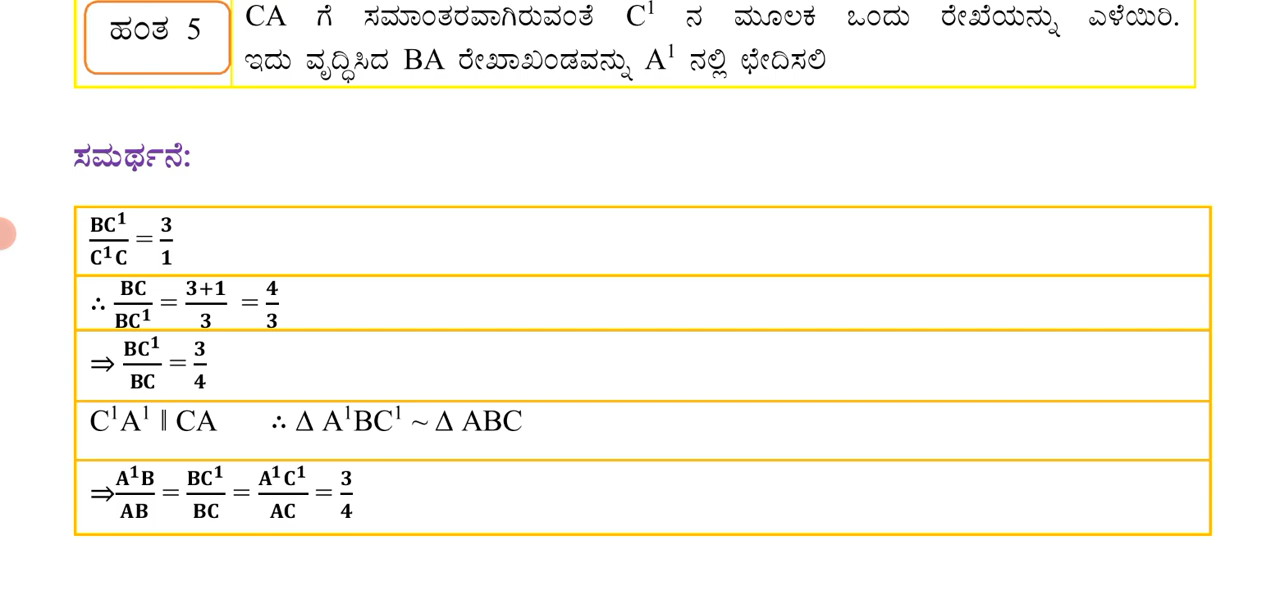 ಹಂತ 5
CA ಗೆ ಸಮಾಂತರವಾಗಿರುವಂತೆ C¹ ನ ಮೂಲಕ ಒಂದು ರೇಖೆಯನ್ನು ಎಳೆಯಿರಿ.
ಇದು ವೃದ್ಧಿಸಿದ BA ರೇಖಾಖಂಡವನ್ನು A¹ ನಲ್ಲಿ ಛೇದಿಸಲಿ
ಸಮರ್ಥನೆ:
BC¹/C¹C = 3/1
∴ BC/BC¹ = 3+1/3 = 4/3
⇒ BC¹/BC = 3/4
C¹A¹ ∥ CA ∴ Δ A¹BC¹ ~ Δ ABC
⇒ A¹B/AB = BC¹/BC = A¹C¹/AC = 3/4